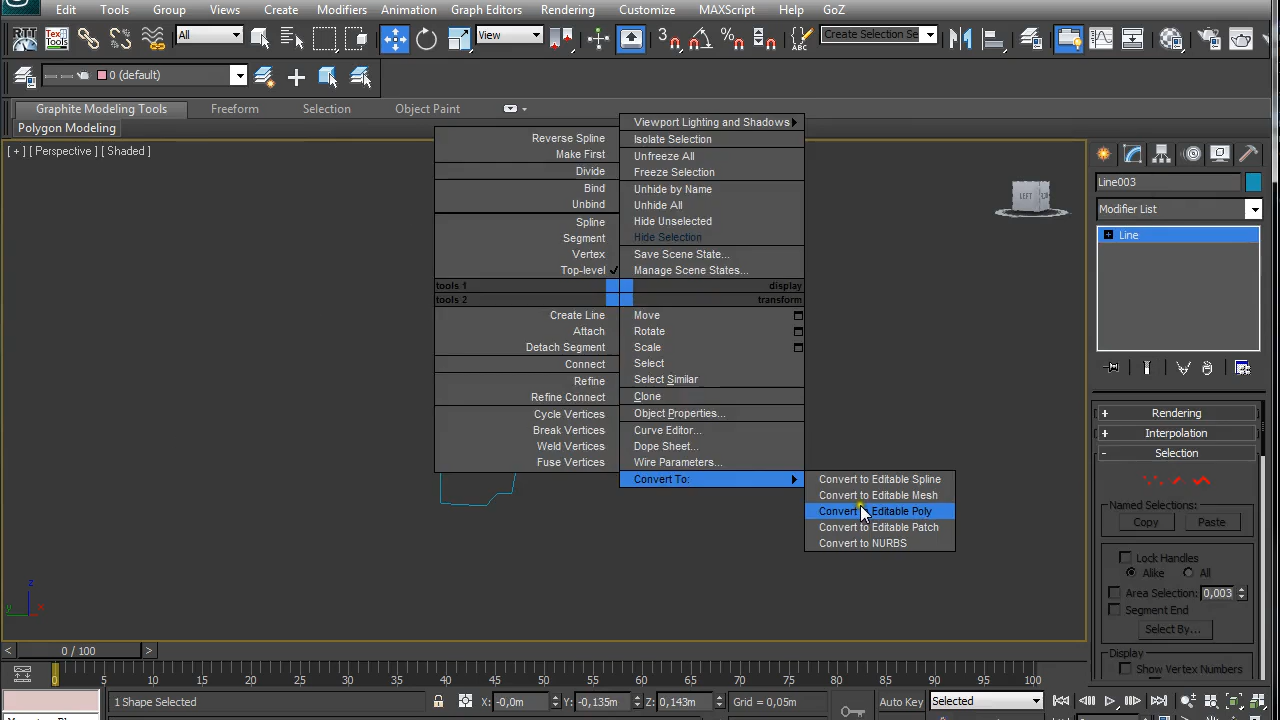 Edit Tools Group Views Create Modifiers Animation Graph Editors Rendering Customize MAXScript Help GoZ
All View Create Selection Se
0 (default)
Graphite Modeling Tools Freeform Selection Object Paint
Polygon Modeling
[ + ] [ Perspective ] [ Shaded ]
Reverse Spline
Make First
Divide
Bind
Unbind
Spline
Segment
Vertex
Top-level
tools 1
tools 2
Create Line
Attach
Detach Segment
Connect
Refine
Refine Connect
Cycle Vertices
Break Vertices
Weld Vertices
Fuse Vertices
Viewport Lighting and Shadows
Isolate Selection
Unfreeze All
Freeze Selection
Unhide by Name
Unhide All
Hide Unselected
Hide Selection
Save Scene State...
Manage Scene States...
display
transform
Move
Rotate
Scale
Select
Select Similar
Clone
Object Properties...
Curve Editor...
Dope Sheet...
Wire Parameters...
Convert To:
Convert to Editable Spline
Convert to Editable Mesh
Convert to Editable Poly
Convert to Editable Patch
Convert to NURBS
LEFT
z
y x
Line003
Modifier List
Line
+ Rendering
+ Interpolation
- Selection
Named Selections:
Copy Paste
Lock Handles
Alike All
Area Selection: 0,003
Segment End
Select By...
Display
Show Vertex Numbers
< 0 / 100 >
0 5 10 15 20 25 30 35 40 45 50 55 60 65 70 75 80 85 90 95 100
1 Shape Selected X: -0,0m Y: -0,135m Z: 0,143m Grid = 0,05m Auto Key Selected